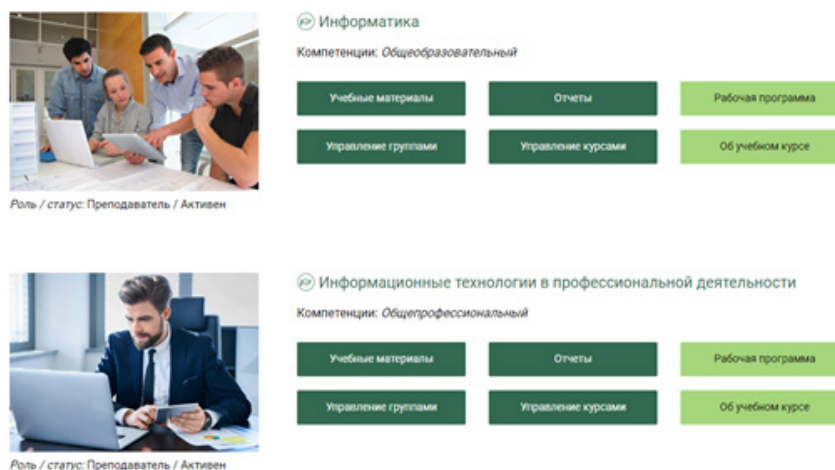 Информатика
Компетенции: Общеобразовательный
Учебные материалы
Отчеты
Рабочая программа
Управление группами
Управление курсами
Об учебном курсе
Роль / статус: Преподаватель / Активен
Информационные технологии в профессиональной деятельности
Компетенции: Общепрофессиональный
Учебные материалы
Отчеты
Рабочая программа
Управление группами
Управление курсами
Об учебном курсе
Роль / статус: Преподаватель / Активен